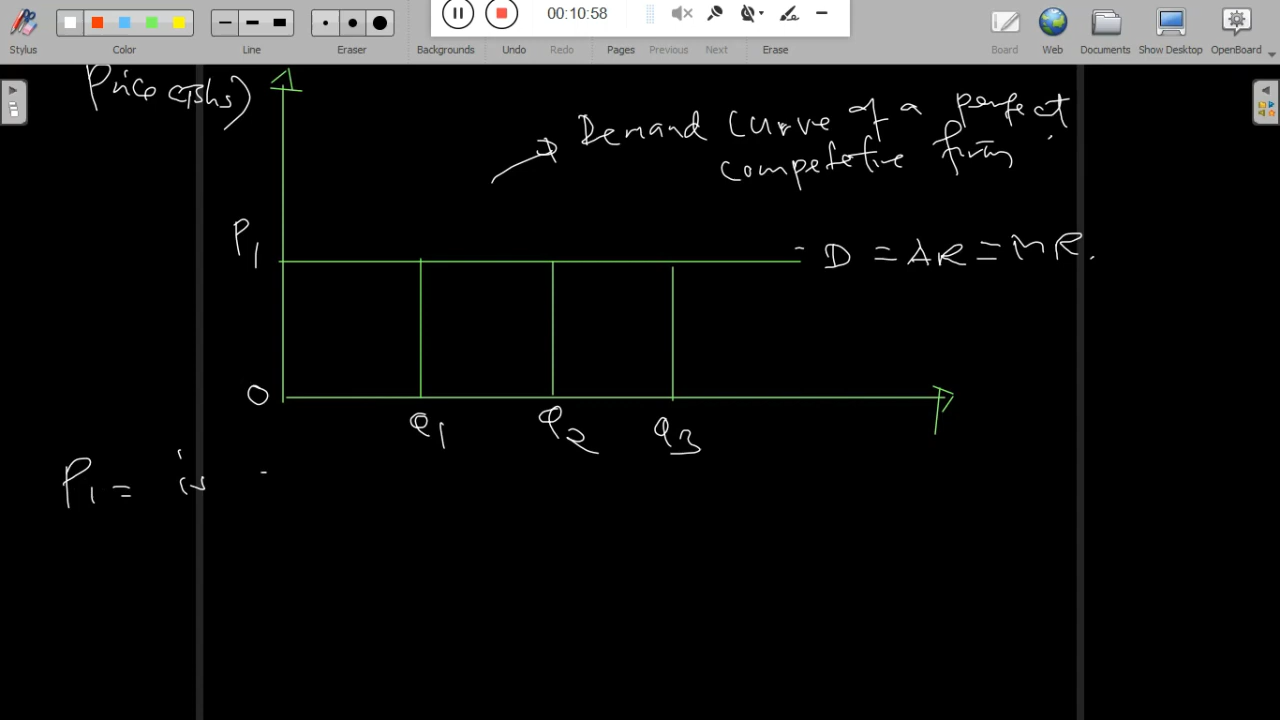 00:10:58
Stylus Color Line Eraser Backgrounds Undo Redo Pages Previous Next Erase Board Web Documents Show Desktop OpenBoard
Price (Tshs)
Demand curve of a perfect
competetive firm
P1
D = AR = MR.
0
Q1 Q2 Q3
P1 = is